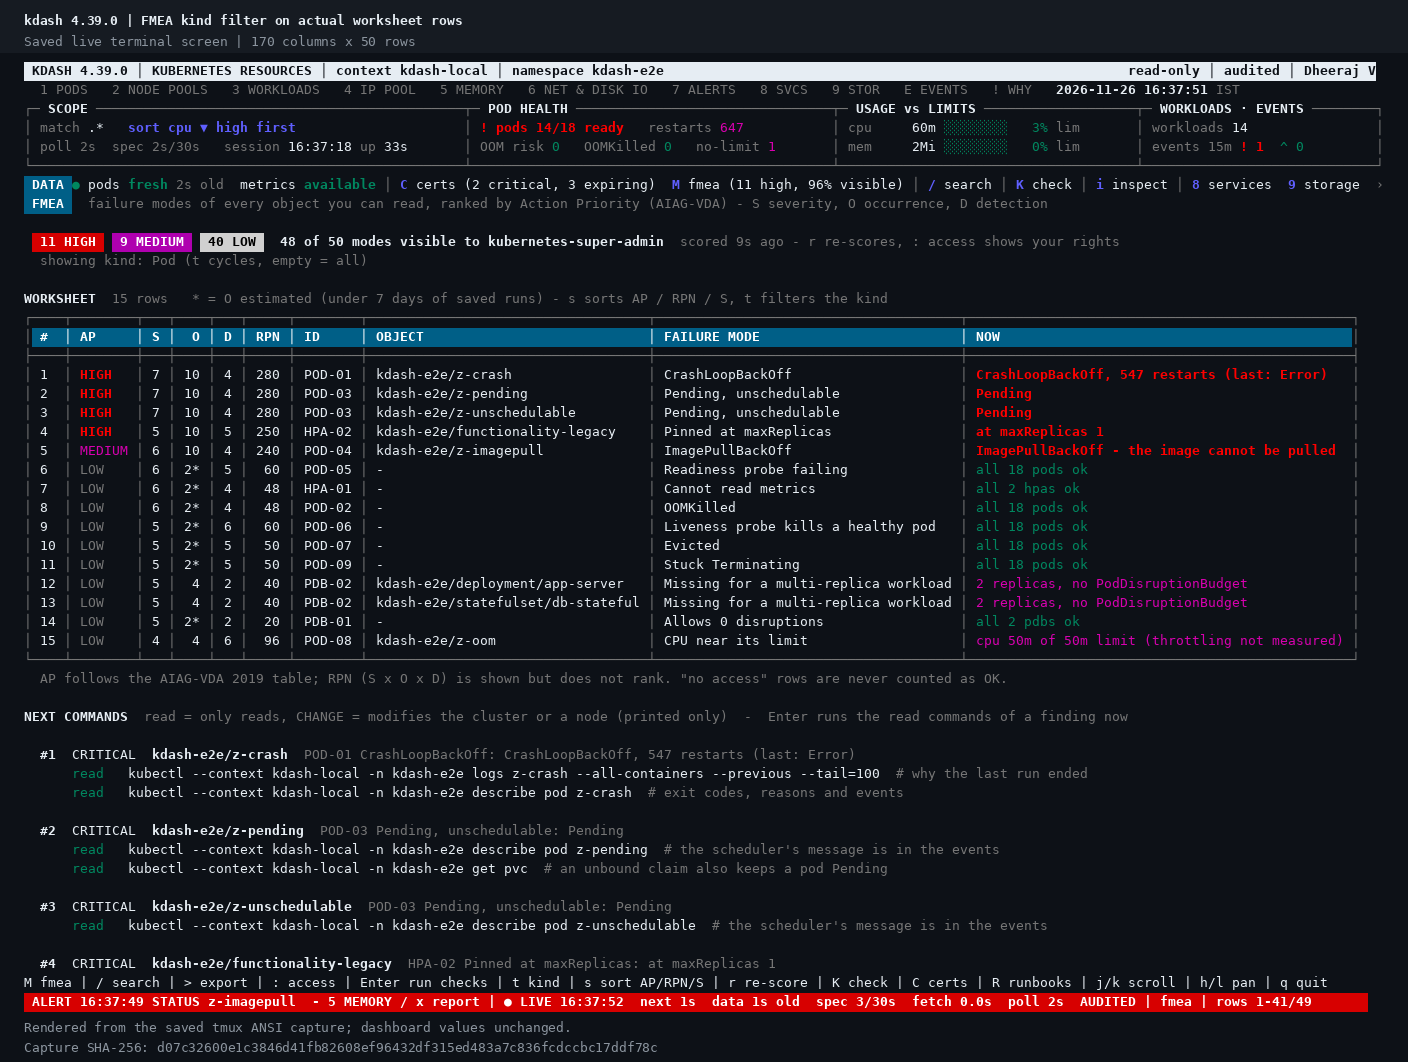 kdash 4.39.0 | FMEA kind filter on actual worksheet rows
Saved live terminal screen | 170 columns x 50 rows
KDASH 4.39.0 │ KUBERNETES RESOURCES │ context kdash-local │ namespace kdash-e2e read-only │ audited │ Dheeraj V
1 PODS 2 NODE POOLS 3 WORKLOADS 4 IP POOL 5 MEMORY 6 NET & DISK IO 7 ALERTS 8 SVCS 9 STOR E EVENTS ! WHY 2026-11-26 16:37:51 IST
SCOPE POD HEALTH USAGE vs LIMITS WORKLOADS · EVENTS
match .* sort cpu ▼ high first │ ! pods 14/18 ready restarts 647 │ cpu 60m ░░░░░░░░ 3% lim │ workloads 14
poll 2s spec 2s/30s session 16:37:18 up 33s │ OOM risk 0 OOMKilled 0 no-limit 1 │ mem 2Mi ░░░░░░░░ 0% lim │ events 15m ! 1 ^ 0
DATA ● pods fresh 2s old metrics available │ C certs (2 critical, 3 expiring) M fmea (11 high, 96% visible) │ / search │ K check │ i inspect │ 8 services 9 storage ›
FMEA failure modes of every object you can read, ranked by Action Priority (AIAG-VDA) - S severity, O occurrence, D detection
11 HIGH 9 MEDIUM 40 LOW 48 of 50 modes visible to kubernetes-super-admin scored 9s ago - r re-scores, : access shows your rights
showing kind: Pod (t cycles, empty = all)
WORKSHEET 15 rows * = O estimated (under 7 days of saved runs) - s sorts AP / RPN / S, t filters the kind
# │ AP │ S │ O │ D │ RPN │ ID │ OBJECT │ FAILURE MODE │ NOW
1 │ HIGH │ 7 │ 10 │ 4 │ 280 │ POD-01 │ kdash-e2e/z-crash │ CrashLoopBackOff │ CrashLoopBackOff, 547 restarts (last: Error)
2 │ HIGH │ 7 │ 10 │ 4 │ 280 │ POD-03 │ kdash-e2e/z-pending │ Pending, unschedulable │ Pending
3 │ HIGH │ 7 │ 10 │ 4 │ 280 │ POD-03 │ kdash-e2e/z-unschedulable │ Pending, unschedulable │ Pending
4 │ HIGH │ 5 │ 10 │ 5 │ 250 │ HPA-02 │ kdash-e2e/functionality-legacy │ Pinned at maxReplicas │ at maxReplicas 1
5 │ MEDIUM │ 6 │ 10 │ 4 │ 240 │ POD-04 │ kdash-e2e/z-imagepull │ ImagePullBackOff │ ImagePullBackOff - the image cannot be pulled
6 │ LOW │ 6 │ 2* │ 5 │ 60 │ POD-05 │ - │ Readiness probe failing │ all 18 pods ok
7 │ LOW │ 6 │ 2* │ 4 │ 48 │ HPA-01 │ - │ Cannot read metrics │ all 2 hpas ok
8 │ LOW │ 6 │ 2* │ 4 │ 48 │ POD-02 │ - │ OOMKilled │ all 18 pods ok
9 │ LOW │ 5 │ 2* │ 6 │ 60 │ POD-06 │ - │ Liveness probe kills a healthy pod │ all 18 pods ok
10 │ LOW │ 5 │ 2* │ 5 │ 50 │ POD-07 │ - │ Evicted │ all 18 pods ok
11 │ LOW │ 5 │ 2* │ 5 │ 50 │ POD-09 │ - │ Stuck Terminating │ all 18 pods ok
12 │ LOW │ 5 │ 4 │ 2 │ 40 │ PDB-02 │ kdash-e2e/deployment/app-server │ Missing for a multi-replica workload │ 2 replicas, no PodDisruptionBudget
13 │ LOW │ 5 │ 4 │ 2 │ 40 │ PDB-02 │ kdash-e2e/statefulset/db-stateful │ Missing for a multi-replica workload │ 2 replicas, no PodDisruptionBudget
14 │ LOW │ 5 │ 2* │ 2 │ 20 │ PDB-01 │ - │ Allows 0 disruptions │ all 2 pdbs ok
15 │ LOW │ 4 │ 4 │ 6 │ 96 │ POD-08 │ kdash-e2e/z-oom │ CPU near its limit │ cpu 50m of 50m limit (throttling not measured)
AP follows the AIAG-VDA 2019 table; RPN (S x O x D) is shown but does not rank. "no access" rows are never counted as OK.
NEXT COMMANDS read = only reads, CHANGE = modifies the cluster or a node (printed only) - Enter runs the read commands of a finding now
#1 CRITICAL kdash-e2e/z-crash POD-01 CrashLoopBackOff: CrashLoopBackOff, 547 restarts (last: Error)
read kubectl --context kdash-local -n kdash-e2e logs z-crash --all-containers --previous --tail=100 # why the last run ended
read kubectl --context kdash-local -n kdash-e2e describe pod z-crash # exit codes, reasons and events
#2 CRITICAL kdash-e2e/z-pending POD-03 Pending, unschedulable: Pending
read kubectl --context kdash-local -n kdash-e2e describe pod z-pending # the scheduler's message is in the events
read kubectl --context kdash-local -n kdash-e2e get pvc # an unbound claim also keeps a pod Pending
#3 CRITICAL kdash-e2e/z-unschedulable POD-03 Pending, unschedulable: Pending
read kubectl --context kdash-local -n kdash-e2e describe pod z-unschedulable # the scheduler's message is in the events
#4 CRITICAL kdash-e2e/functionality-legacy HPA-02 Pinned at maxReplicas: at maxReplicas 1
M fmea | / search | > export | : access | Enter run checks | t kind | s sort AP/RPN/S | r re-score | K check | C certs | R runbooks | j/k scroll | h/l pan | q quit
ALERT 16:37:49 STATUS z-imagepull - 5 MEMORY / x report | ● LIVE 16:37:52 next 1s data 1s old spec 3/30s fetch 0.0s poll 2s AUDITED | fmea | rows 1-41/49
Rendered from the saved tmux ANSI capture; dashboard values unchanged.
Capture SHA-256: d07c32600e1c3846d41fb82608ef96432df315ed483a7c836fcdccbc17ddf78c